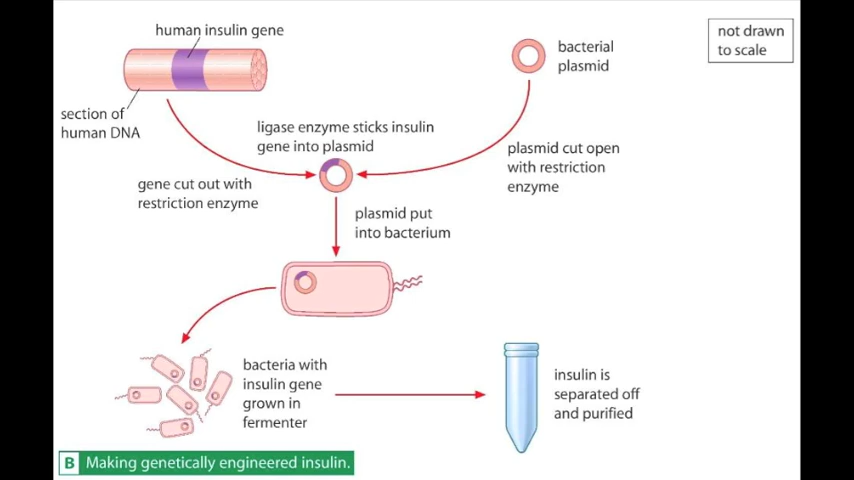 human insulin gene
bacterial
plasmid
not drawn
to scale
section of
human DNA
ligase enzyme sticks insulin
gene into plasmid
plasmid cut open
with restriction
enzyme
gene cut out with
restriction enzyme
plasmid put
into bacterium
bacteria with
insulin gene
grown in
fermenter
insulin is
separated off
and purified
B Making genetically engineered insulin.